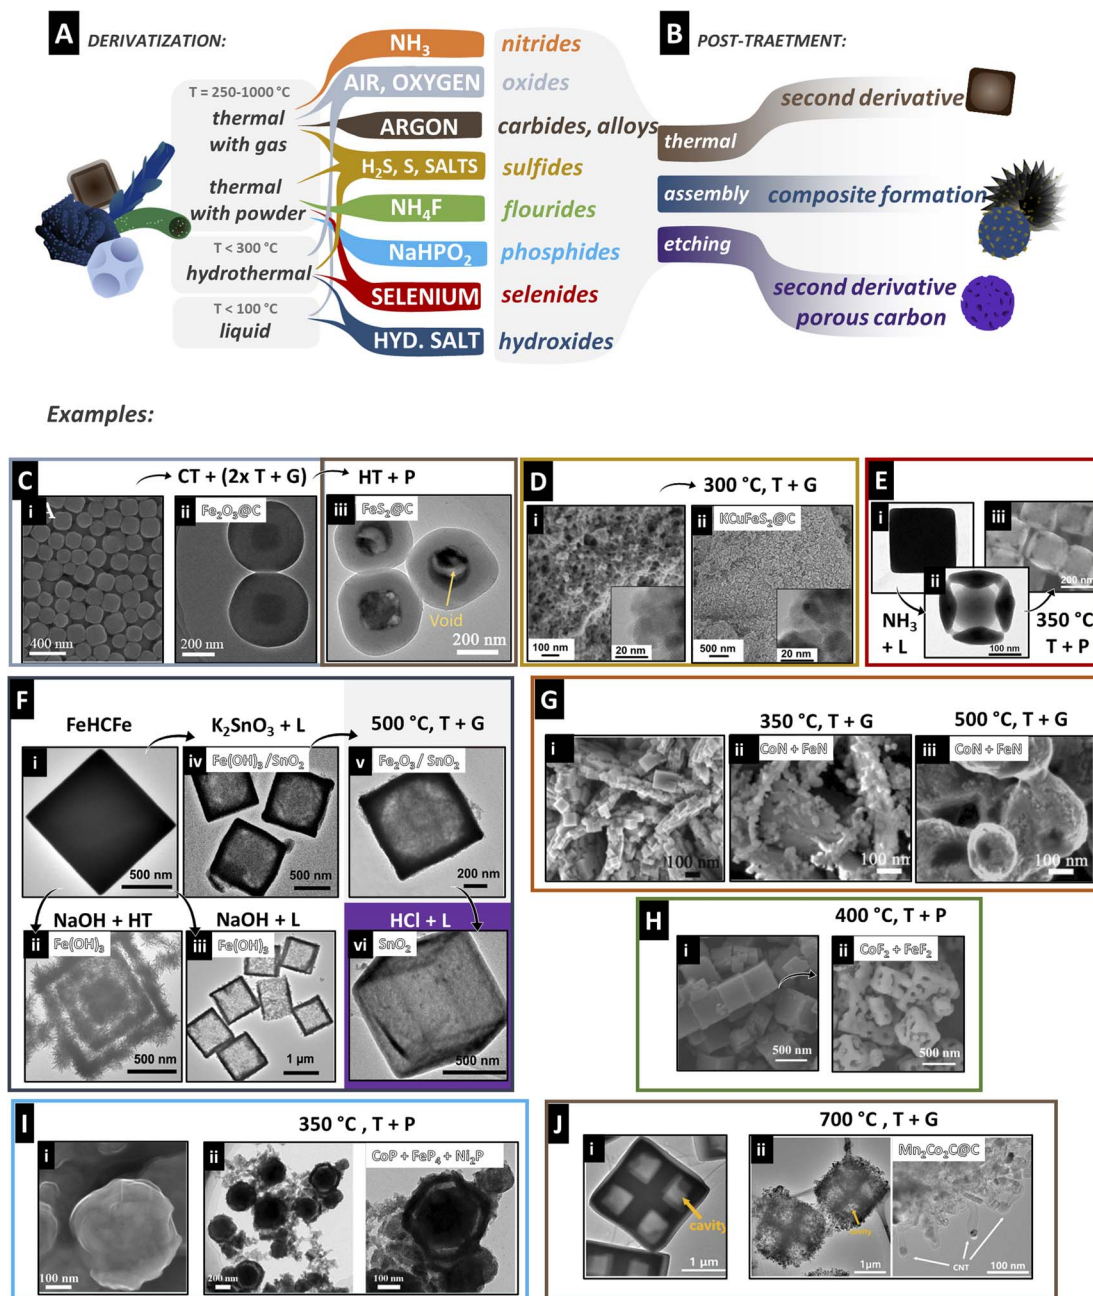 A DERIVATIZATION:
T = 250-1000 °C
thermal
with gas
thermal
with powder
T < 300 °C
hydrothermal
T < 100 °C
liquid
NH3 nitrides
AIR, OXYGEN oxides
ARGON carbides, alloys
H2S, S, SALTS sulfides
NH4F flourides
NaHPO2 phosphides
SELENIUM selenides
HYD. SALT hydroxides
B POST-TRAETMENT:
thermal
second derivative
assembly composite formation
etching
second derivative
porous carbon
Examples:
C CT + (2x T + G) HT + P
i A
400 nm
ii Fe2O3@C
200 nm
iii FeS2@C
Void
200 nm
D 300 °C, T + G
i
100 nm 20 nm
ii KCuFeS2@C
500 nm 20 nm
E
i
ii
iii
200 nm
NH3
+ L
100 nm
350 °C
T + P
F
FeHCFe K2SnO3 + L 500 °C, T + G
i
500 nm
iv Fe(OH)3/SnO2
500 nm
v Fe2O3/ SnO2
200 nm
NaOH + HT NaOH + L HCl + L
ii Fe(OH)3
500 nm
iii Fe(OH)3
1 µm
vi SnO2
500 nm
G
350 °C, T + G 500 °C, T + G
i
100 nm
ii CoN + FeN
100 nm
iii CoN + FeN
100 nm
H 400 °C, T + P
i
500 nm
ii CoF2 + FeF2
500 nm
I 350 °C , T + P
i
100 nm
ii CoP + FeP4 + Ni2P
200 nm
100 nm
J 700 °C, T + G
i
cavity
1 µm
ii Mn2Co2C@C
cavity
1µm
CNT
100 nm